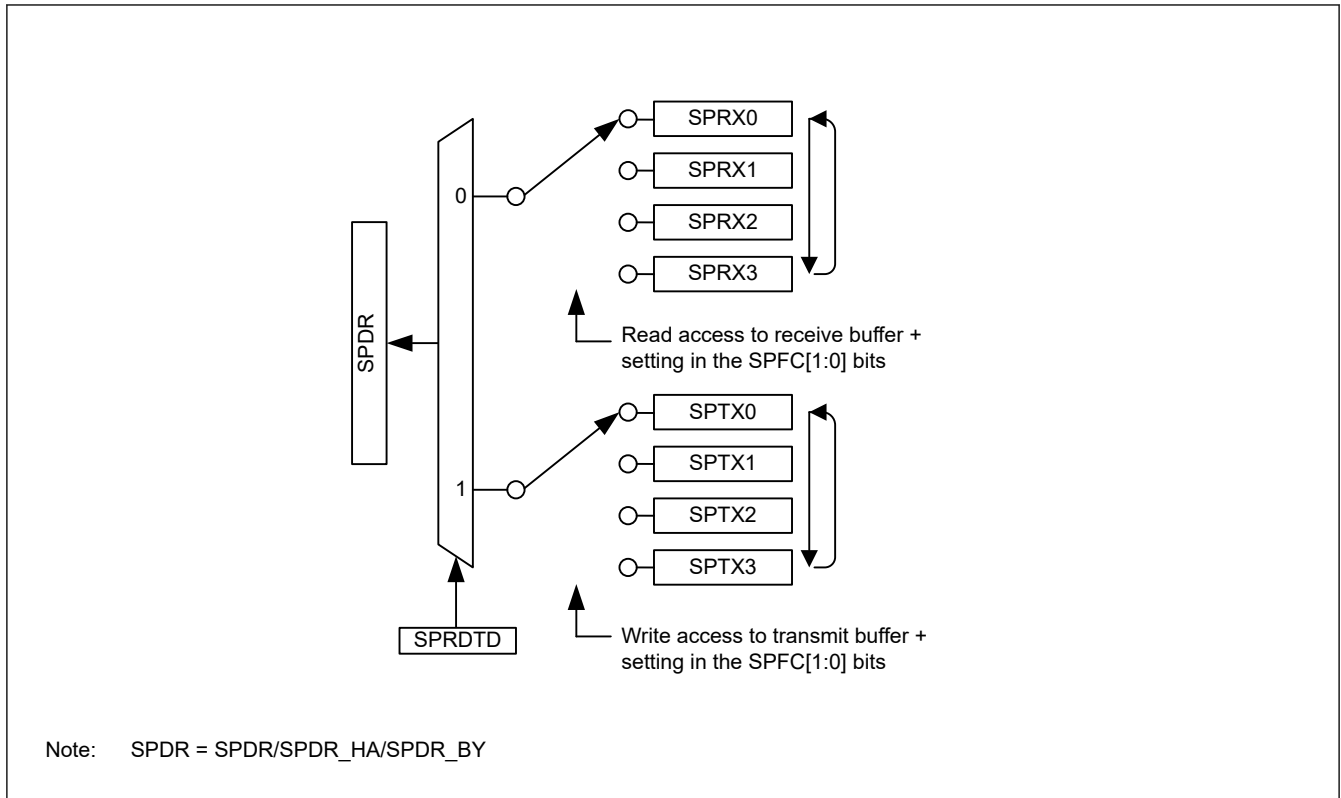 SPRX0
SPRX1
0
SPRX2
SPRX3
SPDR
Read access to receive buffer +
setting in the SPFC[1:0] bits
SPTX0
SPTX1
1
SPTX2
SPTX3
SPRDTD
Write access to transmit buffer +
setting in the SPFC[1:0] bits
Note: SPDR = SPDR/SPDR_HA/SPDR_BY